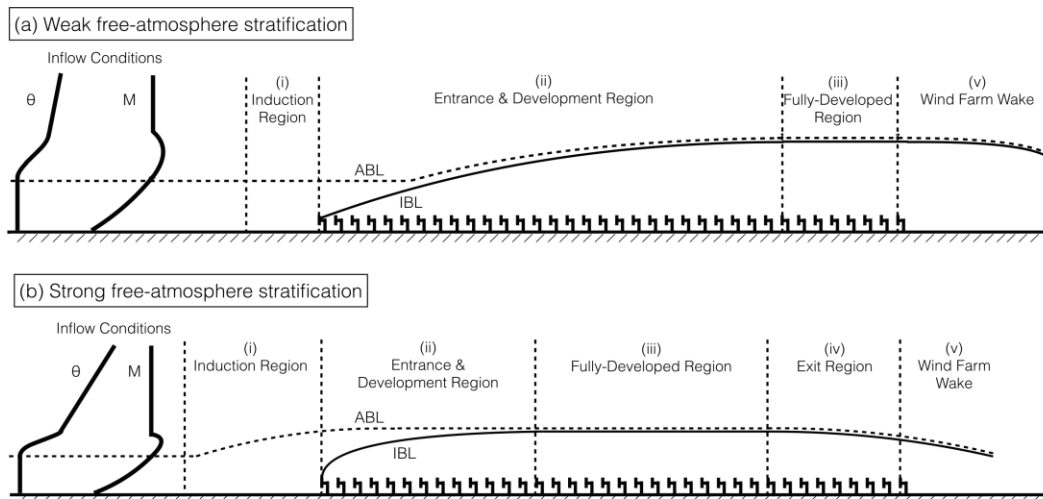 (a) Weak free-atmosphere stratification
Inflow Conditions
θ
M
(i)
Induction
Region
(ii)
Entrance & Development Region
(iii)
Fully-Developed
Region
(v)
Wind Farm Wake
ABL
IBL
(b) Strong free-atmosphere stratification
Inflow Conditions
θ
M
(i)
Induction Region
(ii)
Entrance &
Development Region
(iii)
Fully-Developed Region
(iv)
Exit Region
(v)
Wind Farm
Wake
ABL
IBL